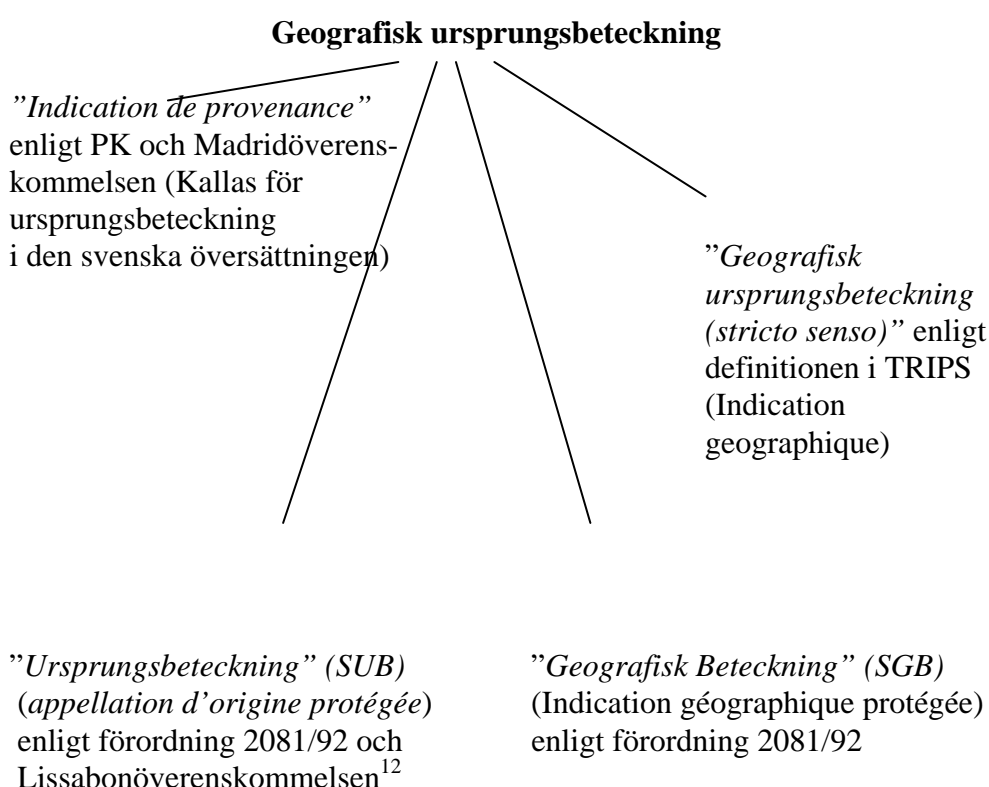 Geografisk ursprungsbeteckning
”Indication de provenance”
enligt PK och Madridöverens-
kommelsen (Kallas för
ursprungsbeteckning
i den svenska översättningen)
”Geografisk
ursprungsbeteckning
(stricto senso)” enligt
definitionen i TRIPS
(Indication
geographique)
”Ursprungsbeteckning” (SUB)
(appellation d’origine protégée)
enligt förordning 2081/92 och
Lissabonöverenskommelsen12
”Geografisk Beteckning” (SGB)
(Indication géographique protégée)
enligt förordning 2081/92